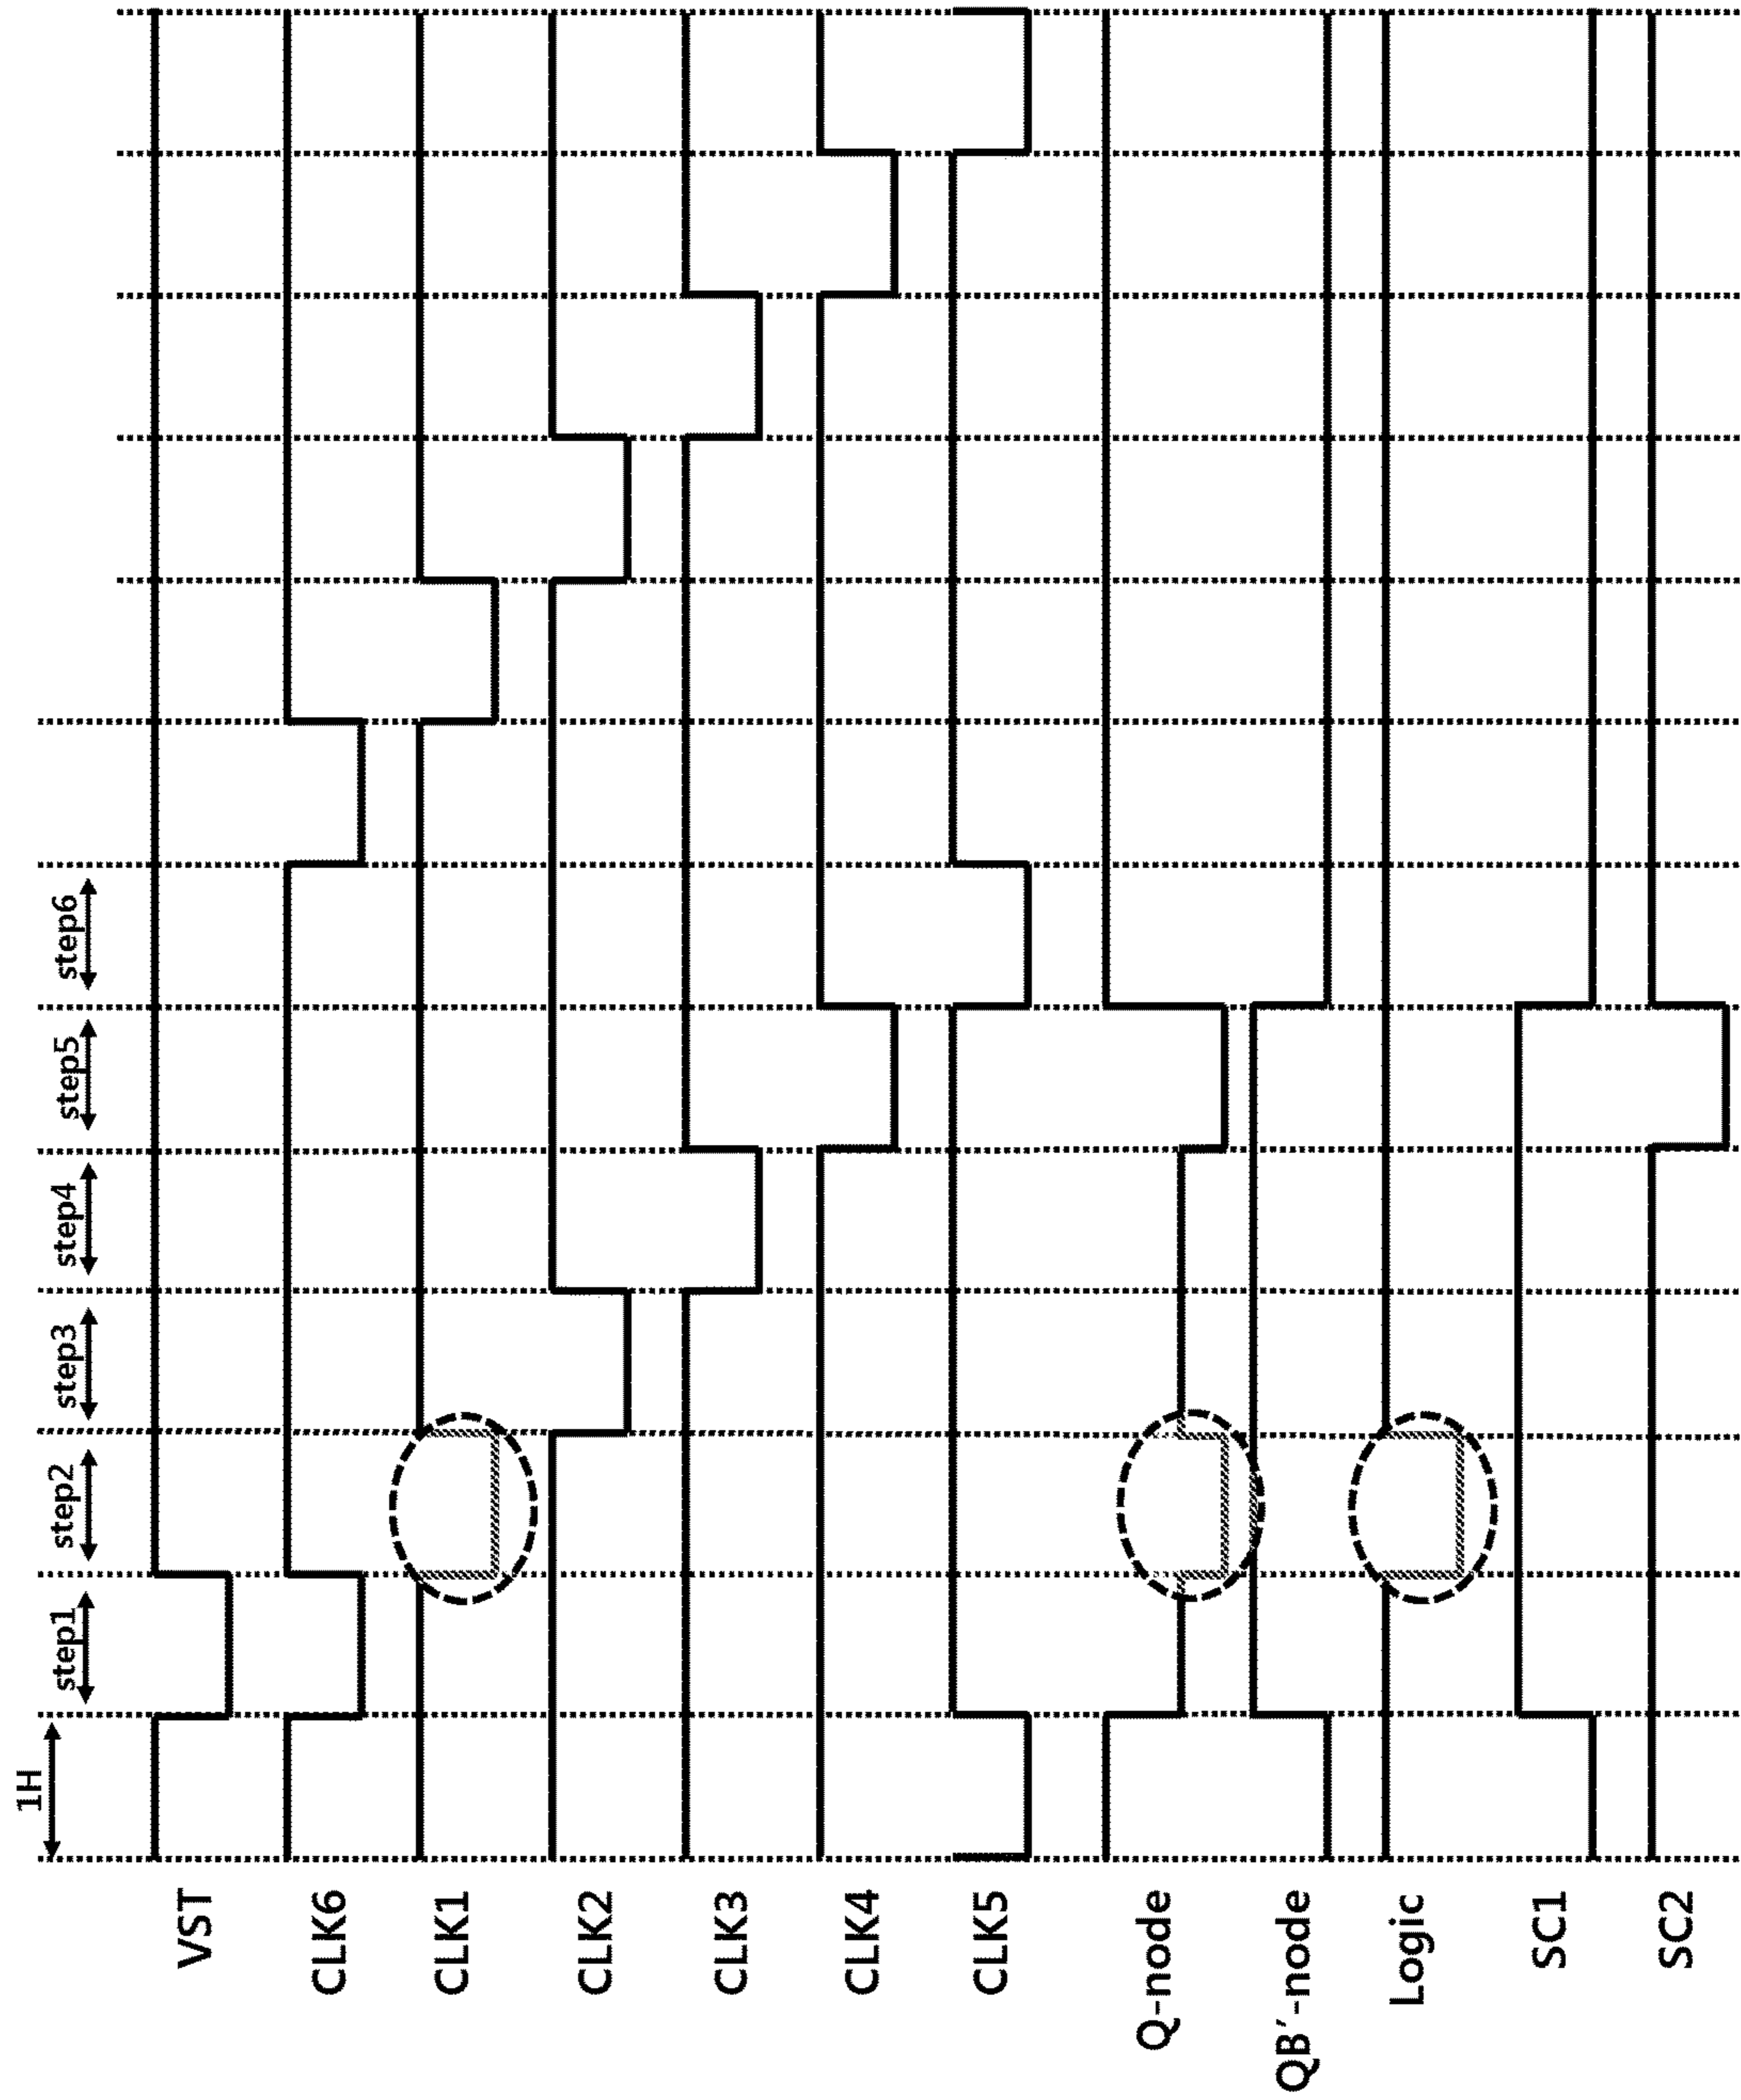 1H
step1
step2
step3
step4
step5
step6
VST
CLK6
CLK1
CLK2
CLK3
CLK4
CLK5
Q-node
QB′-node
Logic
SC1
SC2